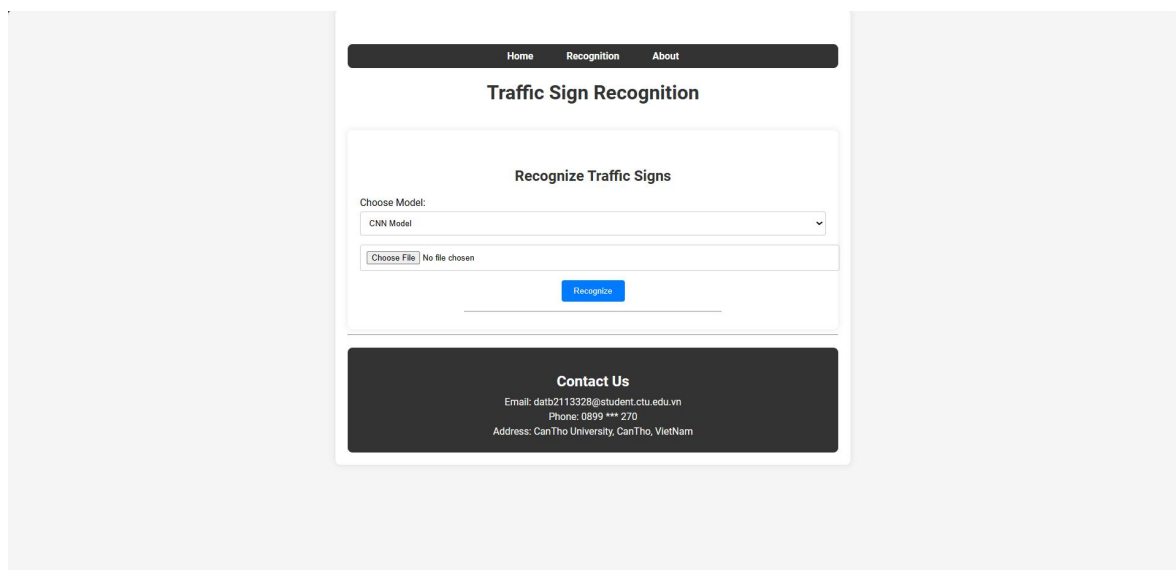 Home Recognition About
Traffic Sign Recognition
Recognize Traffic Signs
Choose Model:
CNN Model
Choose File No file chosen
Recognize
Contact Us
Email: datb2113328@student.ctu.edu.vn
Phone: 0899 *** 270
Address: CanTho University, CanTho, VietNam